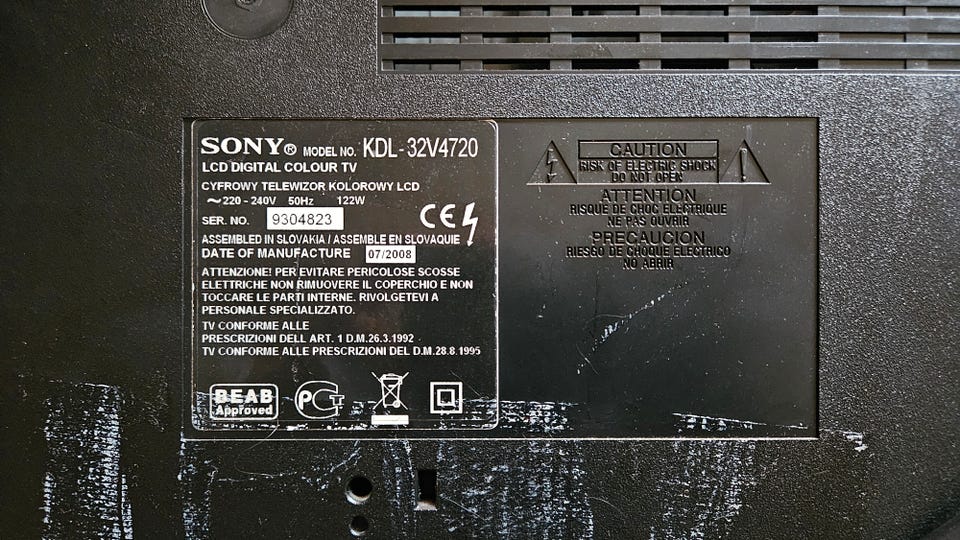 SONY® MODEL NO. KDL-32V4720
LCD DIGITAL COLOUR TV
CYFROWY TELEWIZOR KOLOROWY LCD
~220 - 240V 50Hz 122W
SER. NO. 9304823
CE
ASSEMBLED IN SLOVAKIA / ASSEMBLE EN SLOVAQUIE
DATE OF MANUFACTURE 07/2008
ATTENZIONE! PER EVITARE PERICOLOSE SCOSSE
ELETTRICHE NON RIMUOVERE IL COPERCHIO E NON
TOCCARE LE PARTI INTERNE. RIVOLGETEVI A
PERSONALE SPECIALIZZATO.
TV CONFORME ALLE
PRESCRIZIONI DELL ART. 1 D.M.26.3.1992
TV CONFORME ALLE PRESCRIZIONI DEL D.M.28.8.1995
BEAB
Approved
PCT
CAUTION
RISK OF ELECTRIC SHOCK
DO NOT OPEN
ATTENTION
RISQUE DE CHOC ELECTRIQUE
NE PAS OUVRIR
PRECAUCION
RIESGO DE CHOQUE ELECTRICO
NO ABRIR